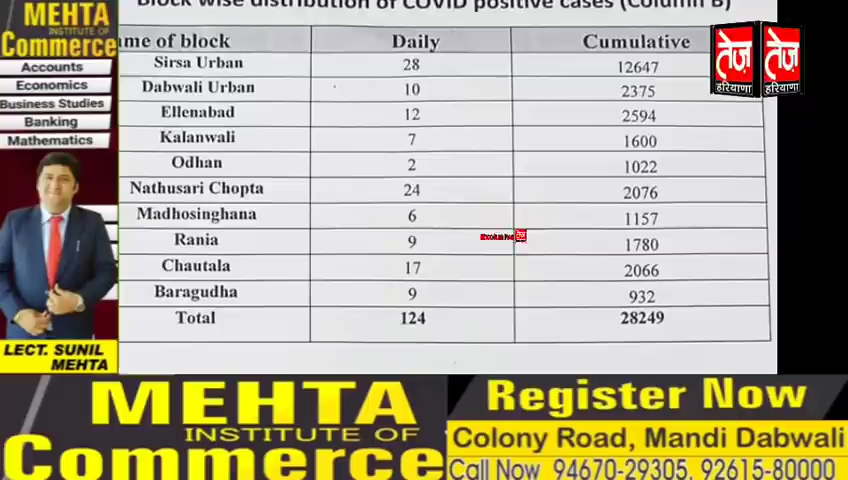 Block wise distribution of COVID positive cases (Column B)
me of block Daily Cumulative
Sirsa Urban 28 12647
Dabwali Urban 10 2375
Ellenabad 12 2594
Kalanwali 7 1600
Odhan 2 1022
Nathusari Chopta 24 2076
Madhosinghana 6 1157
Rania 9 1780
Chautala 17 2066
Baragudha 9 932
Total 124 28249
MEHTA
INSTITUTE OF
Commerce
Accounts
Economics
Business Studies
Banking
Mathematics
LECT. SUNIL
MEHTA
तेज़ तेज़
हरियाणा हरियाणा
Exclusive तेज़
MEHTA
INSTITUTE OF
Commerce
Register Now
Colony Road, Mandi Dabwali
Call Now 94670-29305, 92615-80000